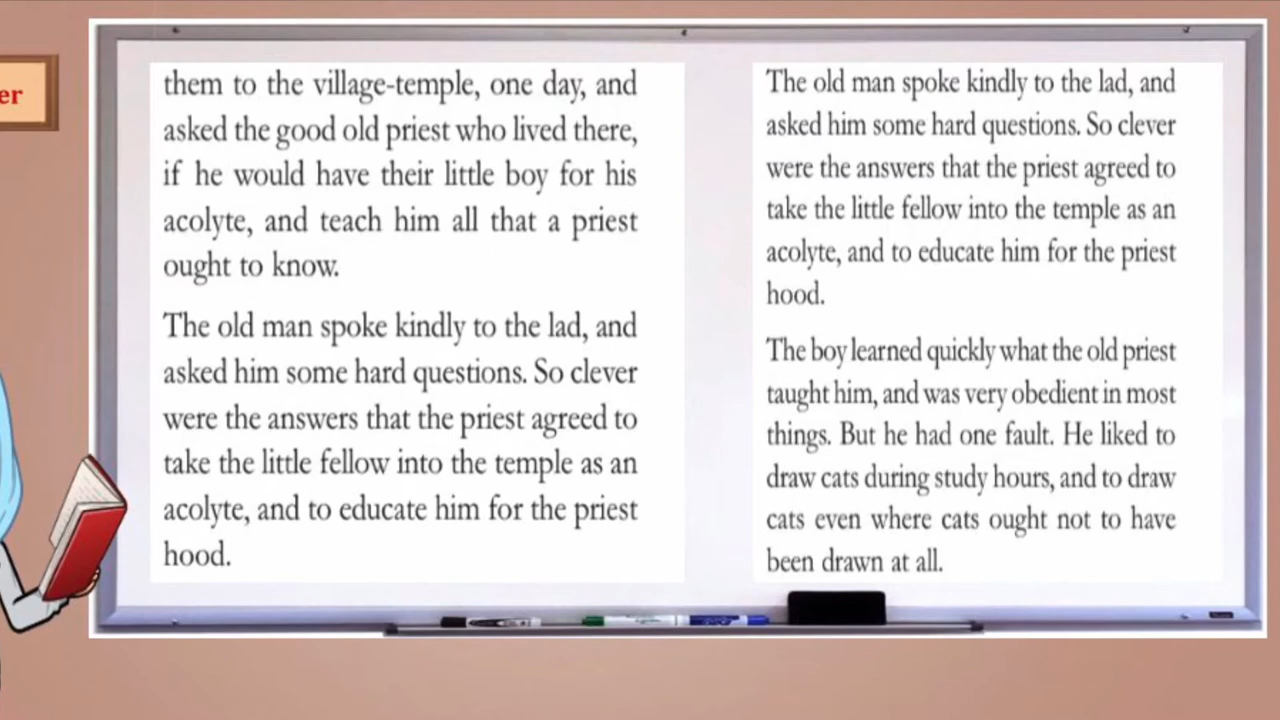 er
them to the village-temple, one day, and
asked the good old priest who lived there,
if he would have their little boy for his
acolyte, and teach him all that a priest
ought to know.
The old man spoke kindly to the lad, and
asked him some hard questions. So clever
were the answers that the priest agreed to
take the little fellow into the temple as an
acolyte, and to educate him for the priest
hood.
The old man spoke kindly to the lad, and
asked him some hard questions. So clever
were the answers that the priest agreed to
take the little fellow into the temple as an
acolyte, and to educate him for the priest
hood.
The boy learned quickly what the old priest
taught him, and was very obedient in most
things. But he had one fault. He liked to
draw cats during study hours, and to draw
cats even where cats ought not to have
been drawn at all.